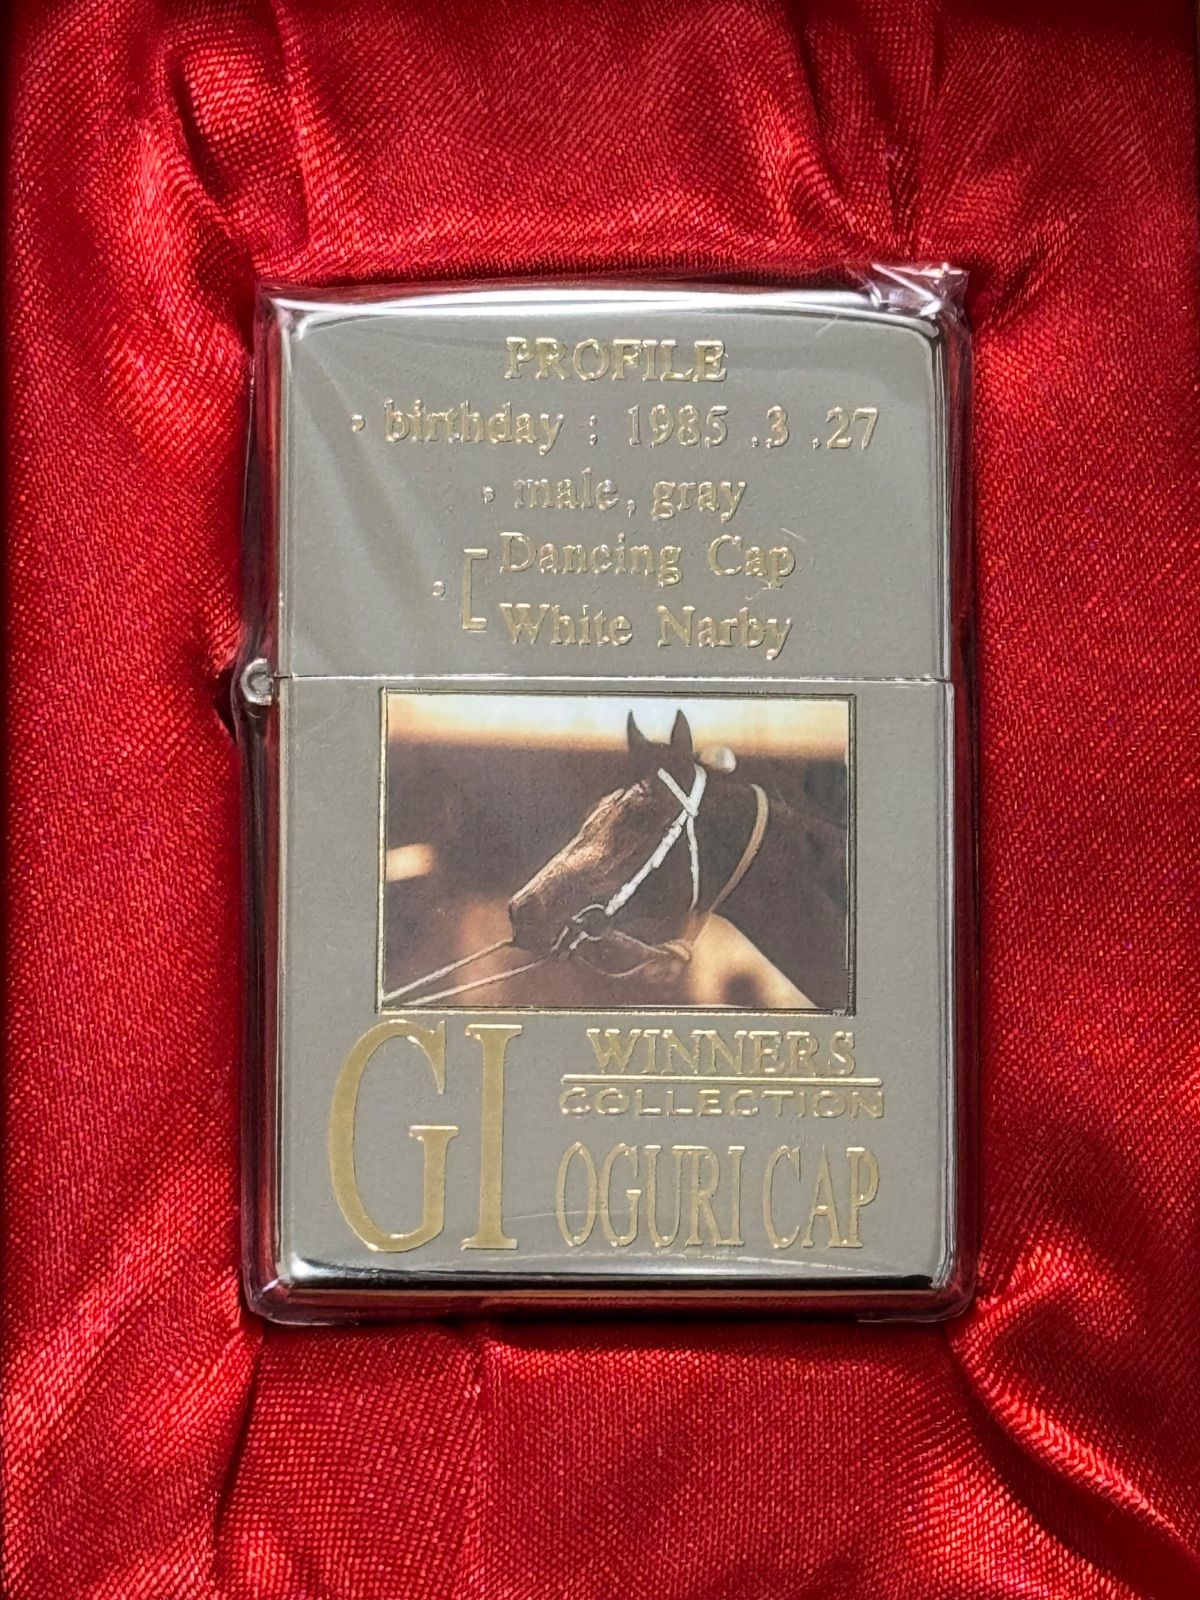 PROFILE
• birthday : 1985 .3 .27
• male, gray
• [ Dancing Cap
White Narby
GI
WINNERS
COLLECTION
OGURI CAP